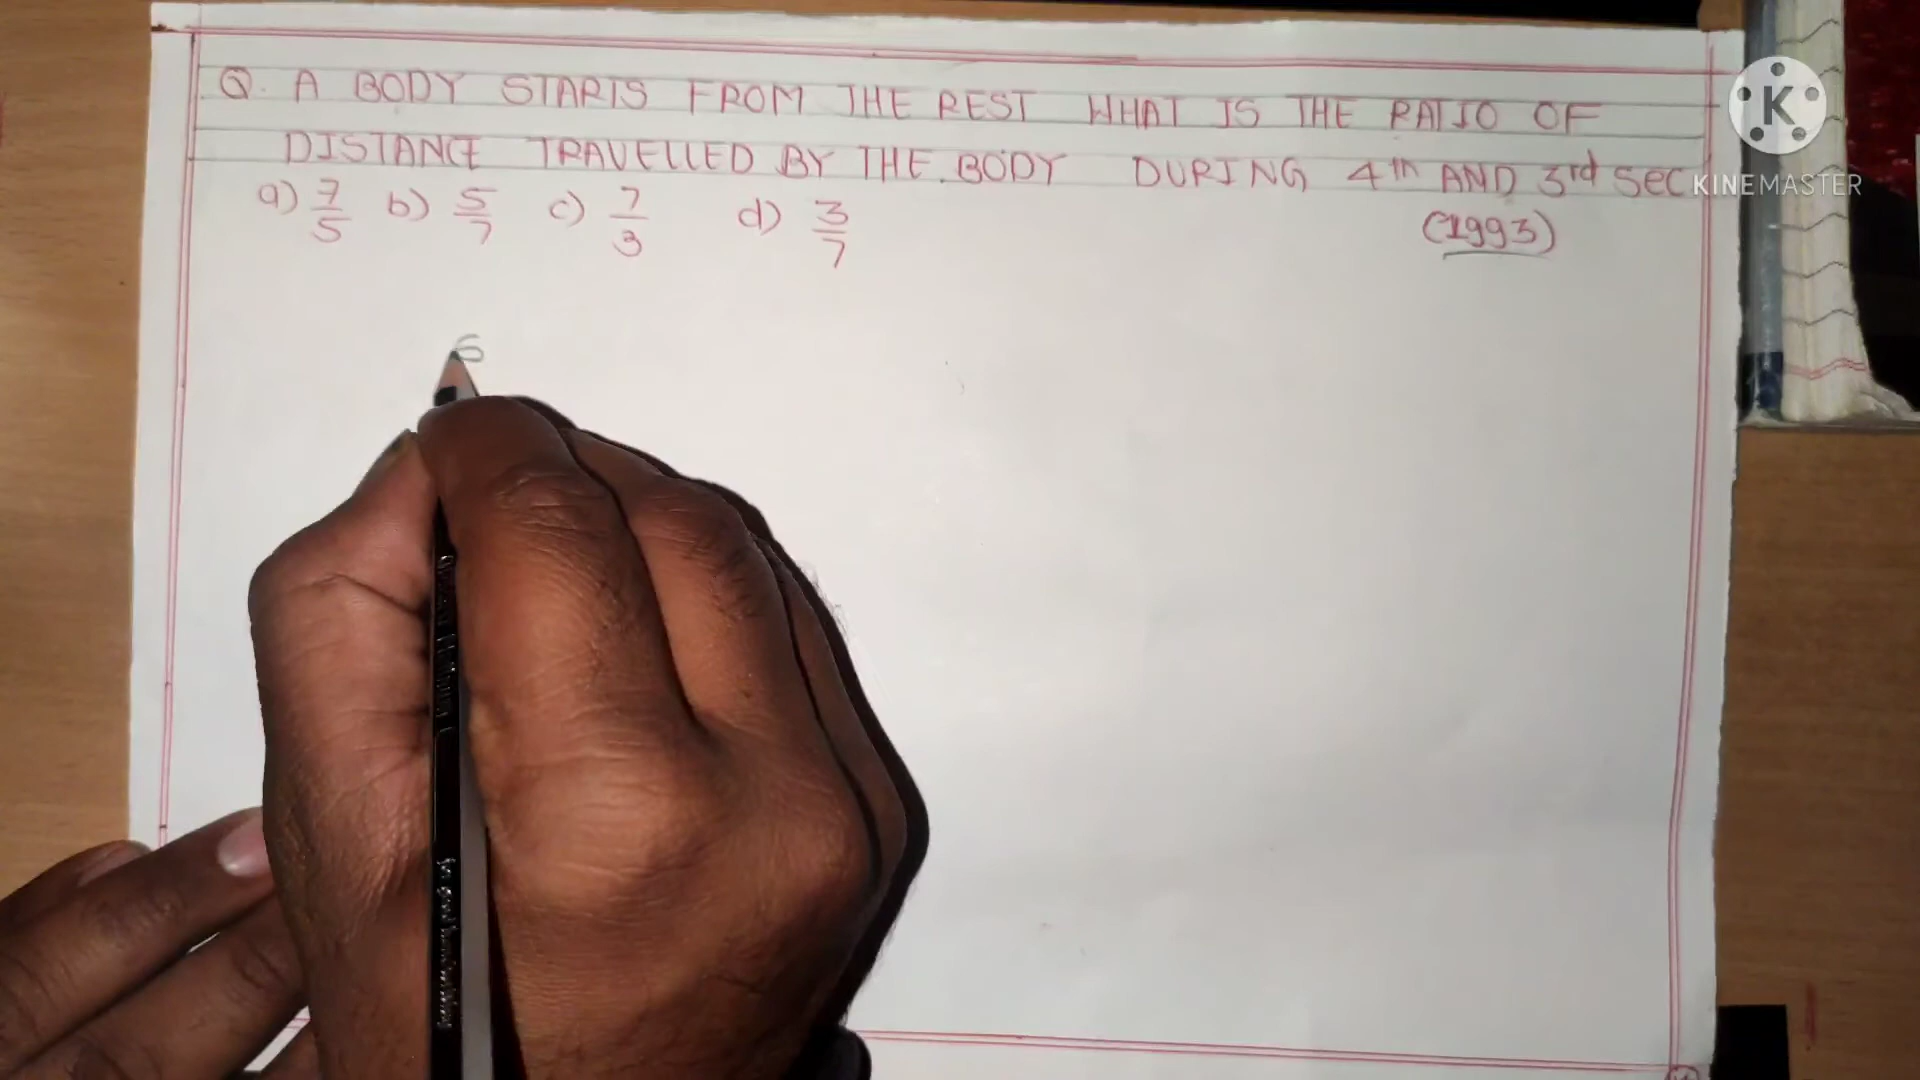 Q. A BODY STARTS FROM THE REST WHAT IS THE RATIO OF
DISTANCE TRAVELLED BY THE BODY DURING 4th AND 3rd SEC
a) 7/5 b) 5/7 c) 7/3 d) 3/7
(1993)
S
K
KINEMASTER